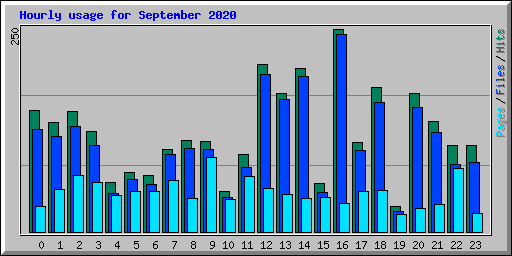 Hourly usage for September 2020
250
Pages / Files / Hits
0 1 2 3 4 5 6 7 8 9 10 11 12 13 14 15 16 17 18 19 20 21 22 23